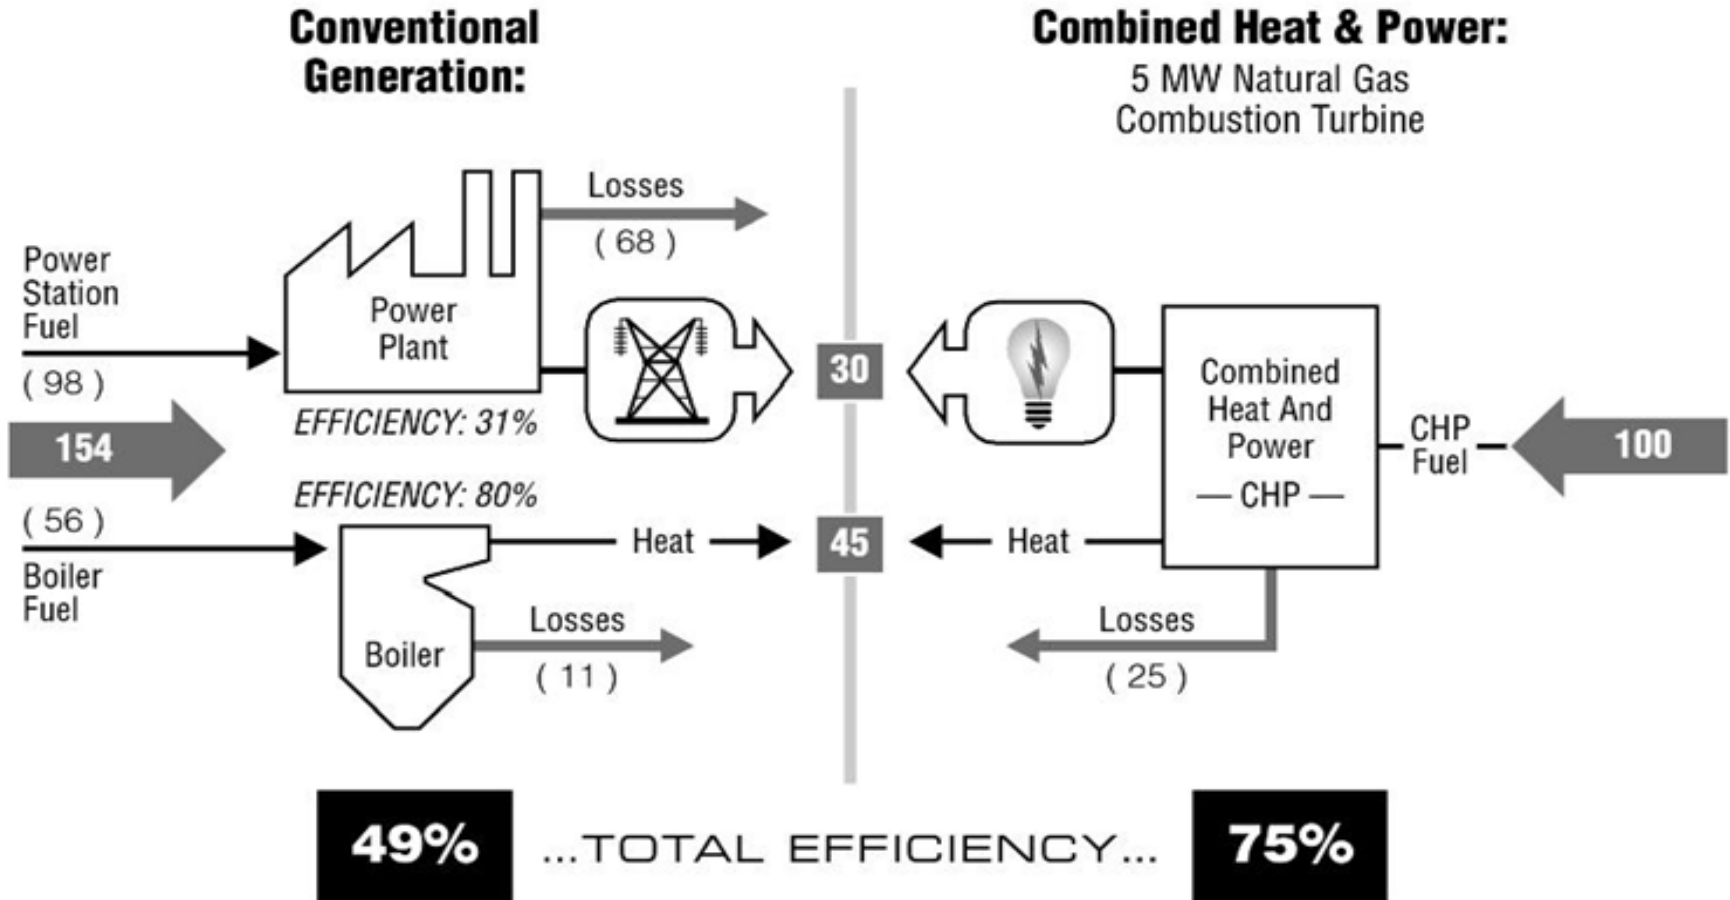 Conventional
Generation:
Combined Heat & Power:
5 MW Natural Gas
Combustion Turbine
Losses
( 68 )
Power
Station
Fuel
( 98 )
Power
Plant
EFFICIENCY: 31%
154
30
Combined
Heat And
Power
— CHP —
CHP
Fuel
100
EFFICIENCY: 80%
( 56 )
Boiler
Fuel
Heat
45
Heat
Boiler
Losses
( 11 )
Losses
( 25 )
49%
...TOTAL EFFICIENCY...
75%